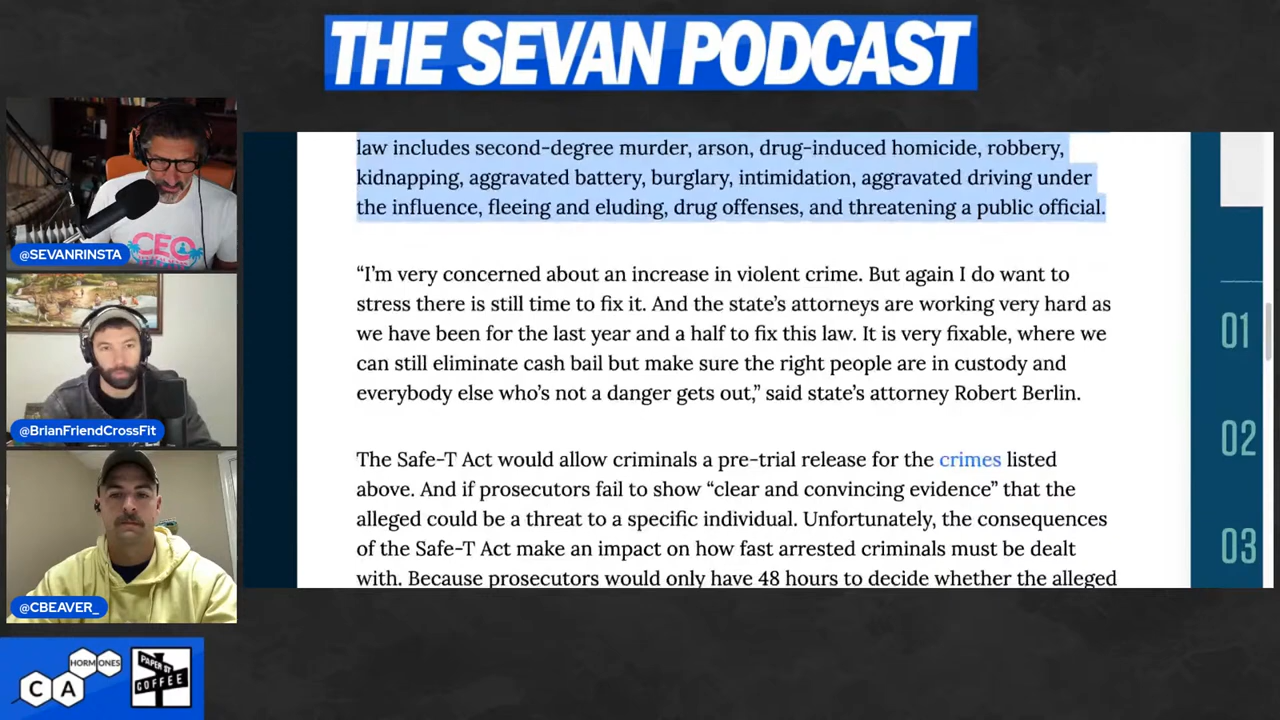 THE SEVAN PODCAST
law includes second-degree murder, arson, drug-induced homicide, robbery,
kidnapping, aggravated battery, burglary, intimidation, aggravated driving under
the influence, fleeing and eluding, drug offenses, and threatening a public official.
“I’m very concerned about an increase in violent crime. But again I do want to
stress there is still time to fix it. And the state’s attorneys are working very hard as
we have been for the last year and a half to fix this law. It is very fixable, where we
can still eliminate cash bail but make sure the right people are in custody and
everybody else who’s not a danger gets out,” said state’s attorney Robert Berlin.
The Safe-T Act would allow criminals a pre-trial release for the crimes listed
above. And if prosecutors fail to show “clear and convincing evidence” that the
alleged could be a threat to a specific individual. Unfortunately, the consequences
of the Safe-T Act make an impact on how fast arrested criminals must be dealt
with. Because prosecutors would only have 48 hours to decide whether the alleged
01
02
03
CEO
@SEVANRINSTA
@BrianFriendCrossFit
@CBEAVER_
CA
HORMONES
PAPER ST
COFFEE